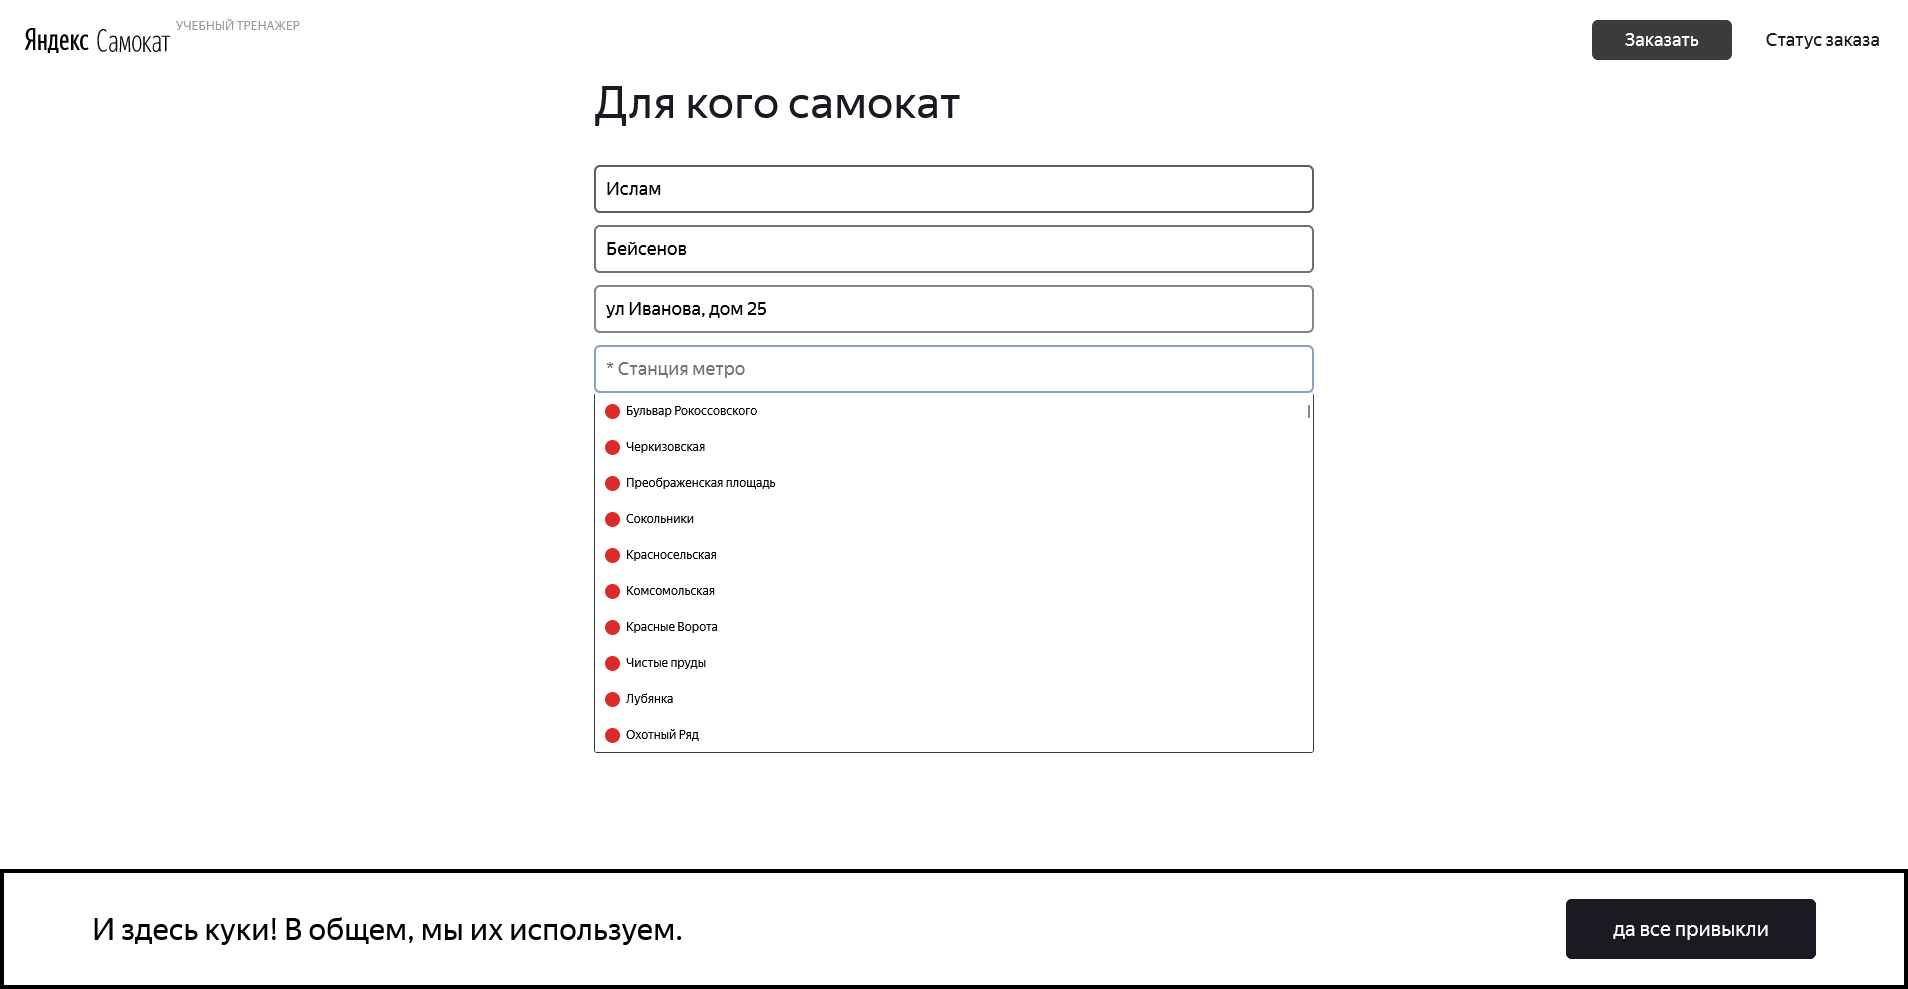 Яндекс Самокат
УЧЕБНЫЙ ТРЕНАЖЕР
Заказать
Статус заказа
Для кого самокат
Ислам
Бейсенов
ул Иванова, дом 25
* Станция метро
Бульвар Рокоссовского
Черкизовская
Преображенская площадь
Сокольники
Красносельская
Комсомольская
Красные Ворота
Чистые пруды
Лубянка
Охотный Ряд
И здесь куки! В общем, мы их используем.
да все привыкли